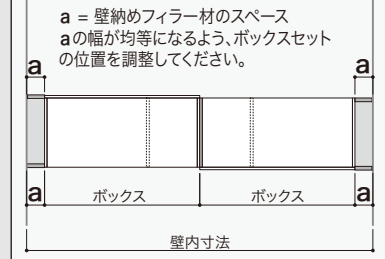 a = 壁納めフィラー材のスペース
aの幅が均等になるよう、ボックスセット
の位置を調整してください。
a
a
a
ボックス
ボックス
a
壁内寸法